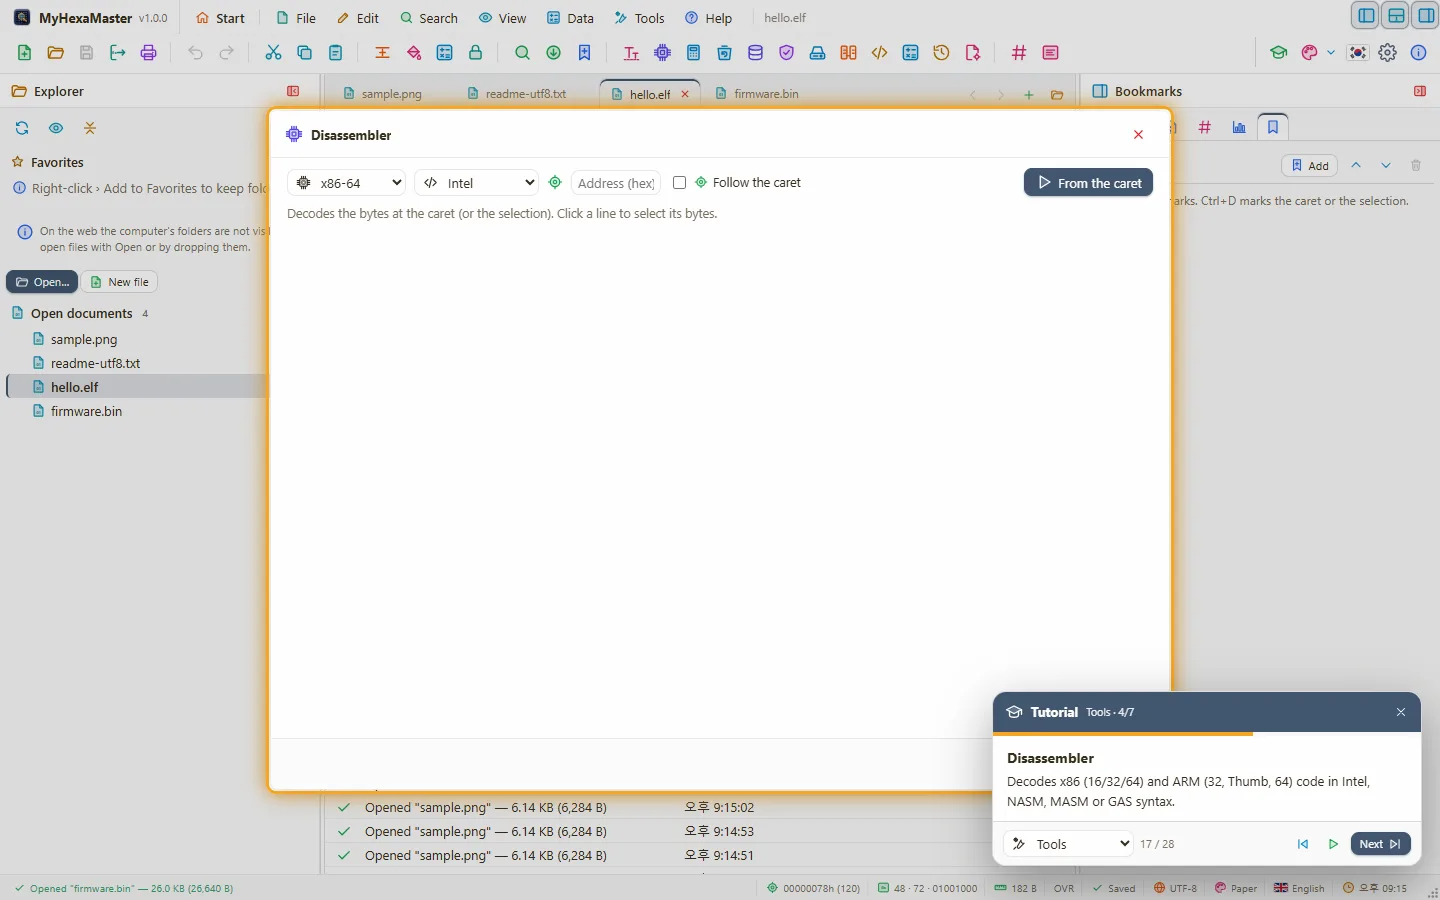 MyHexaMaster v1.0.0 Start File Edit Search View Data Tools Help hello.elf
Explorer
sample.png readme-utf8.txt hello.elf firmware.bin
Bookmarks
Disassembler
Favorites
Right-click › Add to Favorites to keep
x86-64 Intel Address (hex) Follow the caret From the caret
Add
Decodes the bytes at the caret (or the selection). Click a line to select its bytes.
Ctrl+D marks the caret or the selection.
On the web the computer's folders are not
open files with Open or by dropping them.
Open... New file
Open documents 4
sample.png
readme-utf8.txt
hello.elf
firmware.bin
Tutorial Tools · 4/7
Disassembler
Decodes x86 (16/32/64) and ARM (32, Thumb, 64) code in Intel,
NASM, MASM or GAS syntax.
Tools 17 / 28 Next
Opened "sample.png" — 6.14 KB (6,284 B) 오후 9:15:02
Opened "sample.png" — 6.14 KB (6,284 B) 오후 9:14:53
Opened "sample.png" — 6.14 KB (6,284 B) 오후 9:14:51
Opened "firmware.bin" — 26.0 KB (26,640 B) 00000078h (120) 48 · 72 · 01001000 182 B OVR Saved UTF-8 Paper English 오후 09:15